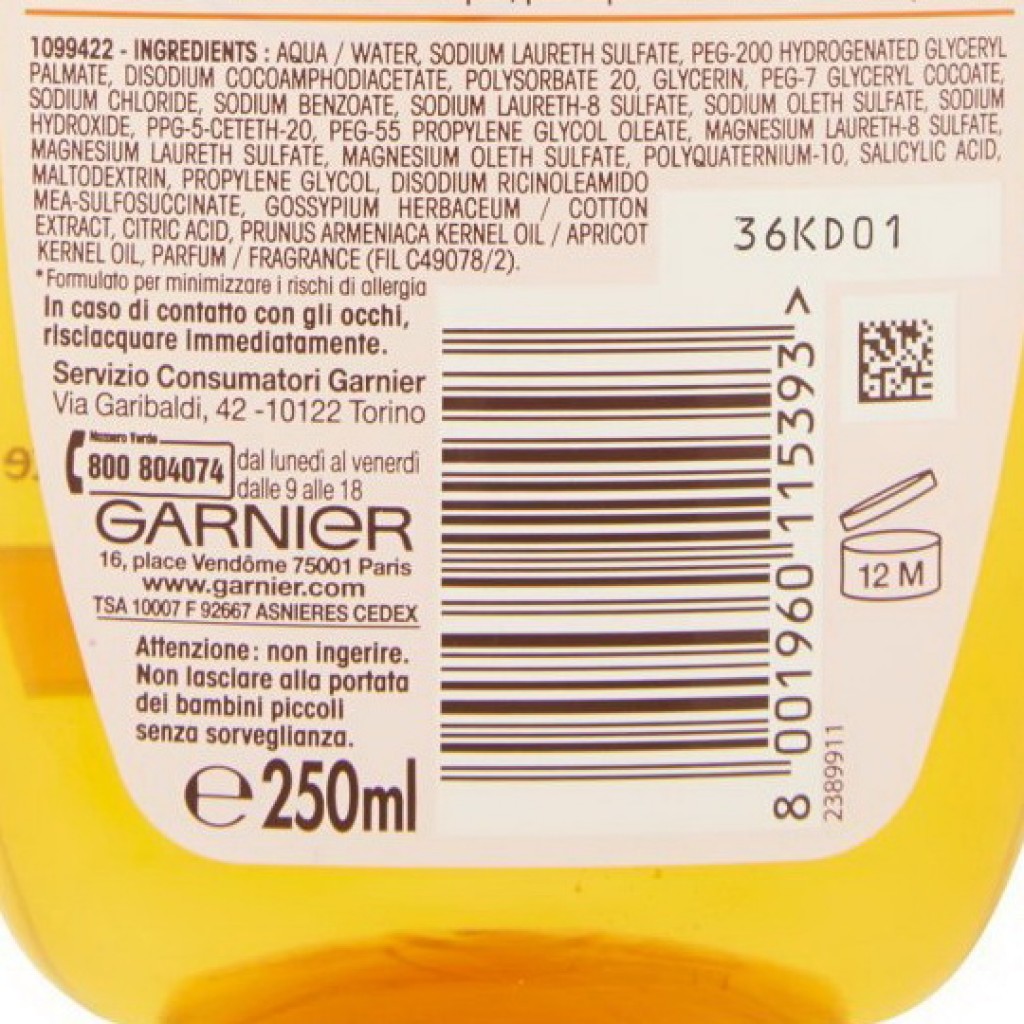 1099422 - INGREDIENTS : AQUA / WATER, SODIUM LAURETH SULFATE, PEG-200 HYDROGENATED GLYCERYL
PALMATE, DISODIUM COCOAMPHODIACETATE, POLYSORBATE 20, GLYCERIN, PEG-7 GLYCERYL COCOATE,
SODIUM CHLORIDE, SODIUM BENZOATE, SODIUM LAURETH-8 SULFATE, SODIUM OLETH SULFATE, SODIUM
HYDROXIDE, PPG-5-CETETH-20, PEG-55 PROPYLENE GLYCOL OLEATE, MAGNESIUM LAURETH-8 SULFATE,
MAGNESIUM LAURETH SULFATE, MAGNESIUM OLETH SULFATE, POLYQUATERNIUM-10, SALICYLIC ACID,
MALTODEXTRIN, PROPYLENE GLYCOL, DISODIUM RICINOLEAMIDO
MEA-SULFOSUCCINATE, GOSSYPIUM HERBACEUM / COTTON
EXTRACT, CITRIC ACID, PRUNUS ARMENIACA KERNEL OIL / APRICOT
KERNEL OIL, PARFUM / FRAGRANCE (FIL C49078/2).
36KD01
*Formulato per minimizzare i rischi di allergia
In caso di contatto con gli occhi,
risciacquare immediatamente.
Servizio Consumatori Garnier
Via Garibaldi, 42 -10122 Torino
Numero Verde
800 804074
dal lunedì al venerdì
dalle 9 alle 18
GARNIER
16, place Vendôme 75001 Paris
www.garnier.com
TSA 10007 F 92667 ASNIERES CEDEX
Attenzione: non ingerire.
Non lasciare alla portata
dei bambini piccoli
senza sorveglianza.
e 250ml
8 001960 115393 >
12 M
2389911